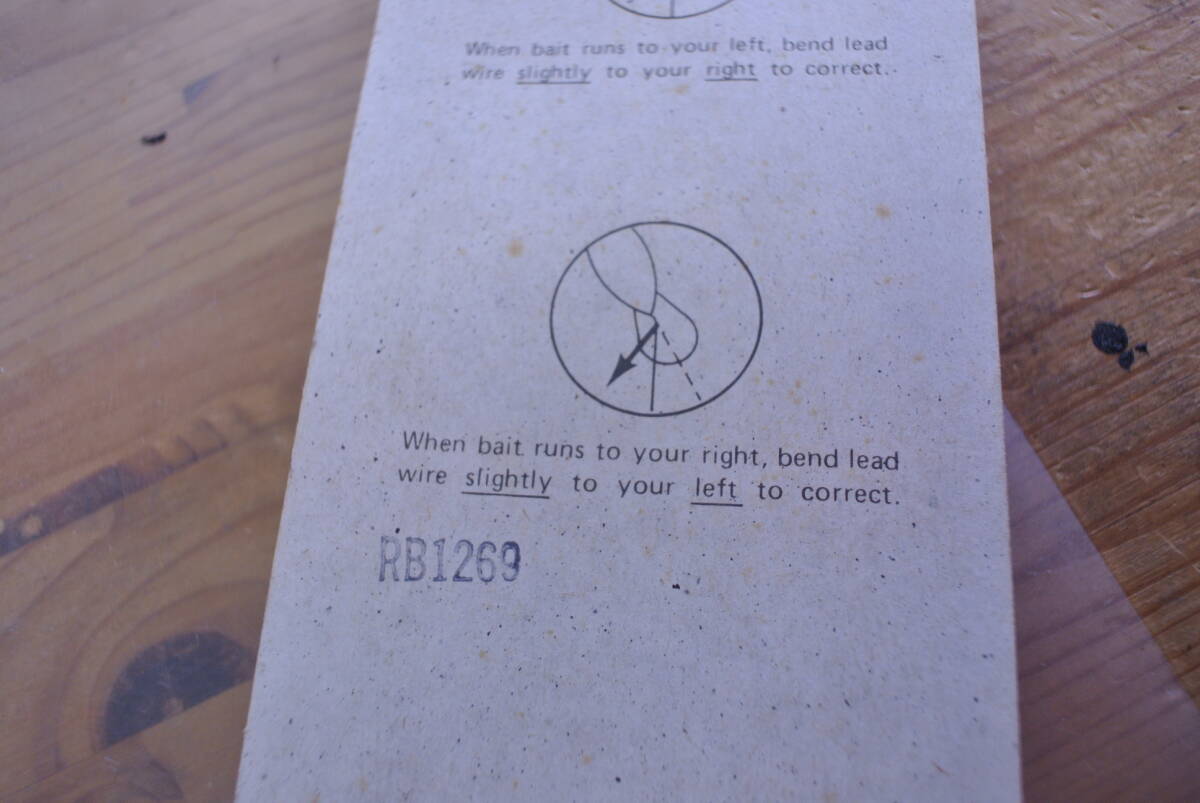 When bait runs to your left, bend lead
wire slightly to your right to correct.
When bait runs to your right, bend lead
wire slightly to your left to correct.
RB1269